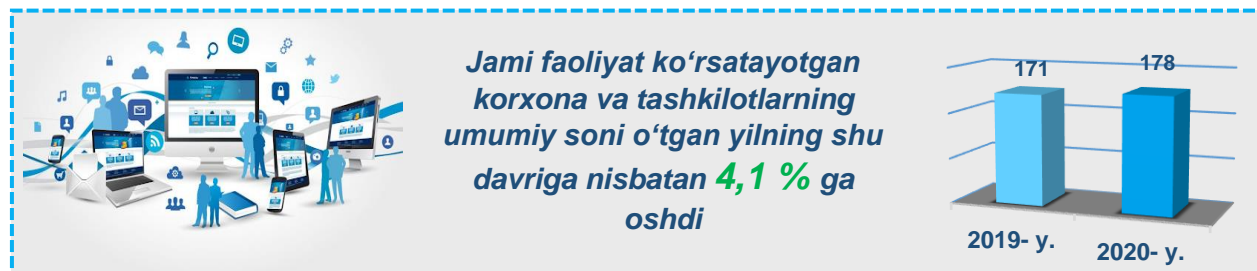 Jami faoliyat ko‘rsatayotgan
korxona va tashkilotlarning
umumiy soni o‘tgan yilning shu
davriga nisbatan 4,1 % ga
oshdi
171
178
2019- y.
2020- y.